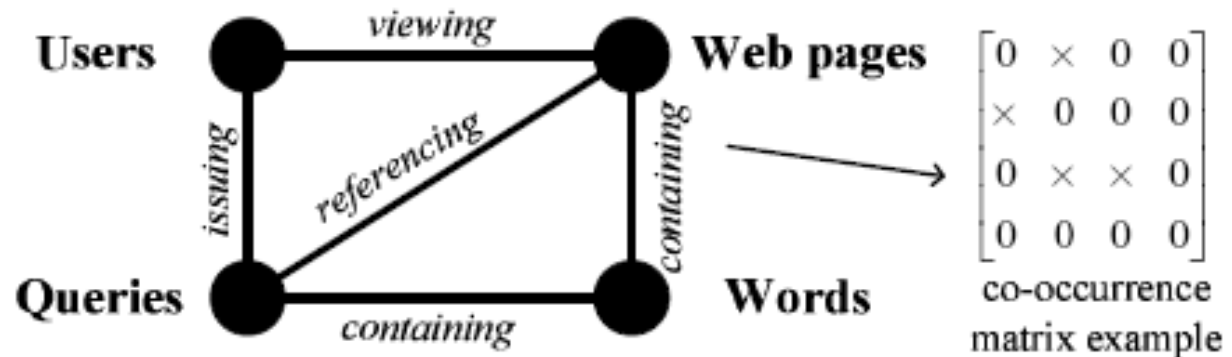 Users
viewing
Web pages
issuing
referencing
containing
Queries
containing
Words
0 × 0 0
× 0 0 0
0 × × 0
0 0 0 0
co-occurrence
matrix example